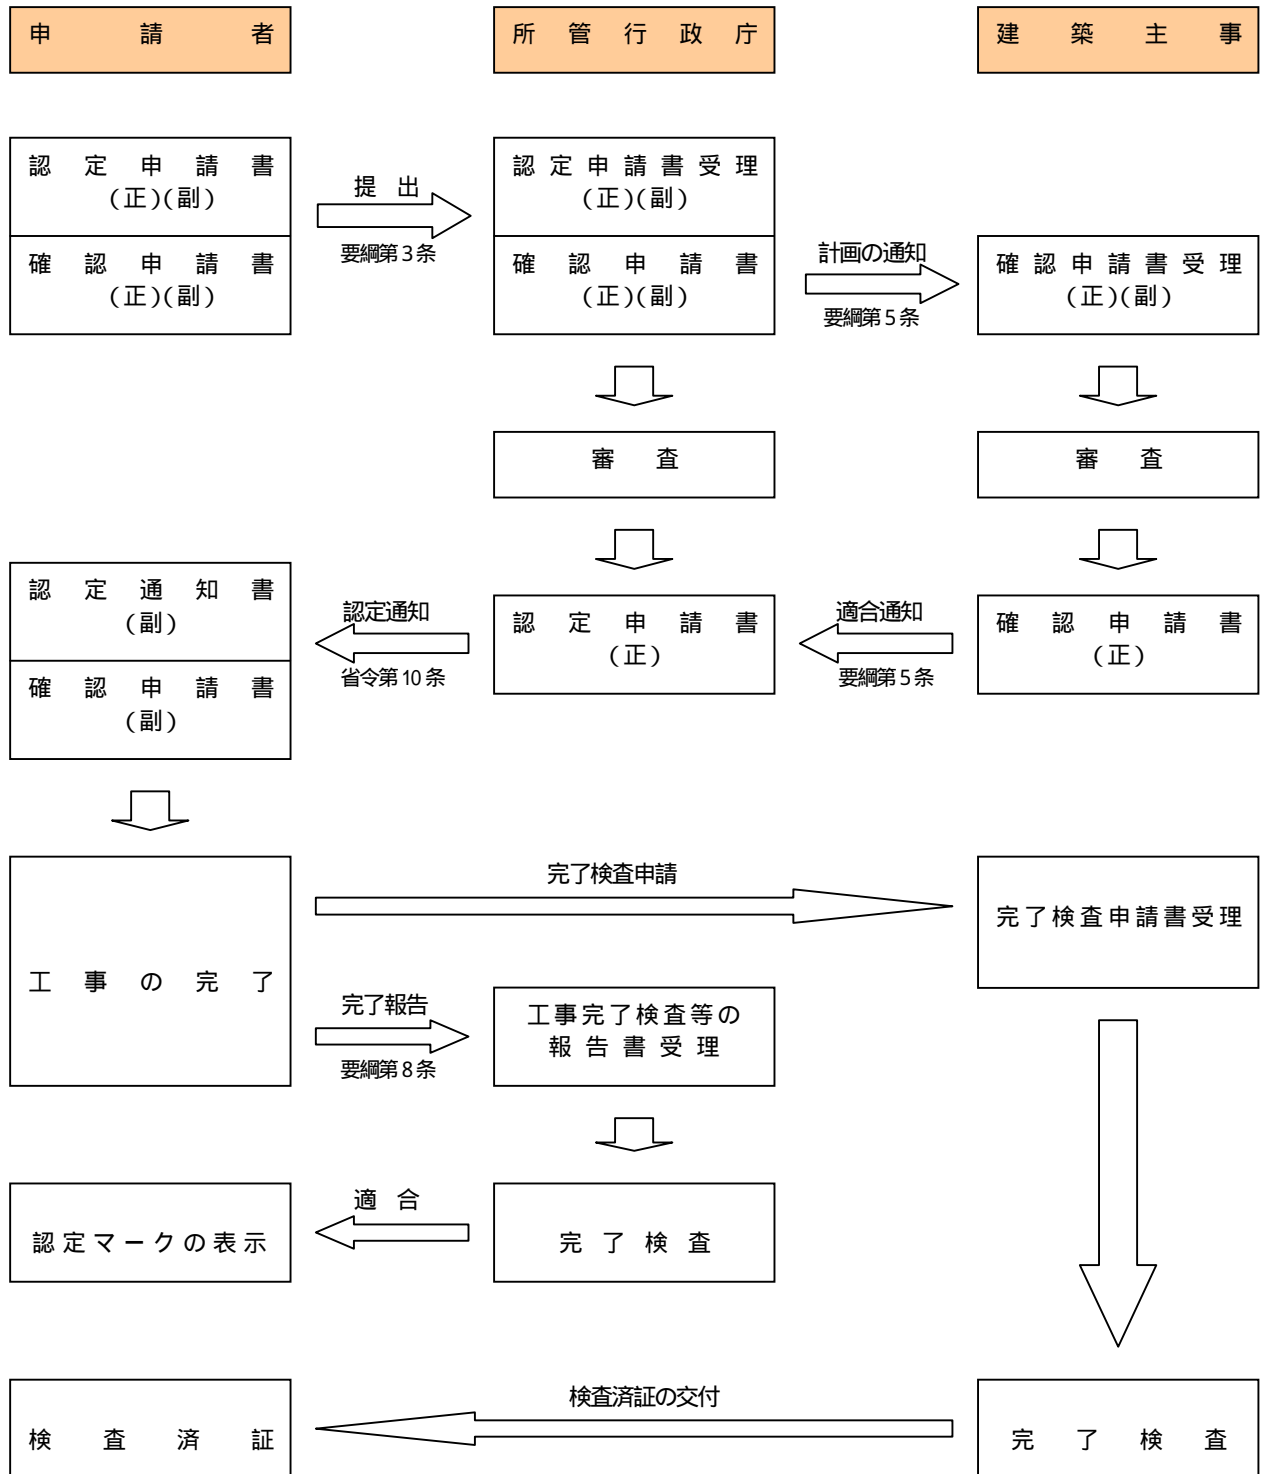 申請者
所管行政庁
建築主事
認定申請書
(正)(副)
提出
要綱第3条
認定申請書受理
(正)(副)
確認申請書
(正)(副)
確認申請書
(正)(副)
計画の通知
要綱第5条
確認申請書受理
(正)(副)
審査
審査
認定通知書
(副)
確認申請書
(副)
認定通知
省令第10条
認定申請書
(正)
適合通知
要綱第5条
確認申請書
(正)
工事の完了
完了検査申請
完了検査申請書受理
完了報告
要綱第8条
工事完了検査等の
報告書受理
認定マークの表示
適合
完了検査
検査済証
検査済証の交付
完了検査